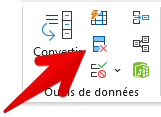 Convertir
Outils de données